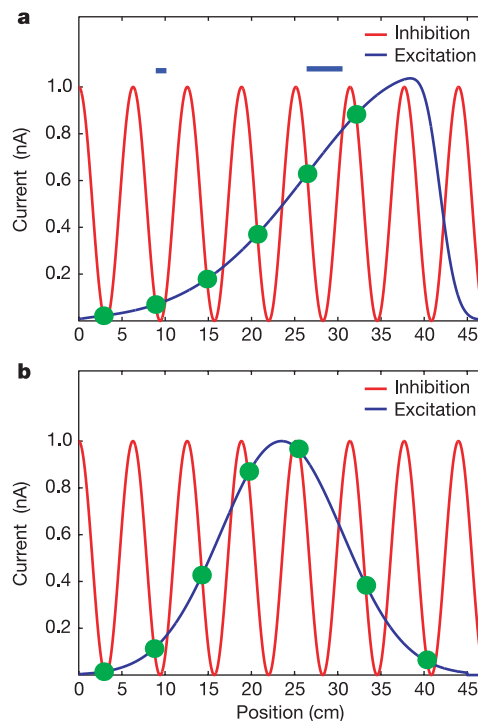 a
Inhibition
Excitation
1.0
0.8
0.6
0.4
0.2
Current (nA)
0 5 10 15 20 25 30 35 40 45
b
Inhibition
Excitation
1.0
0.8
0.6
0.4
0.2
Current (nA)
0 5 10 15 20 25 30 35 40 45
Position (cm)